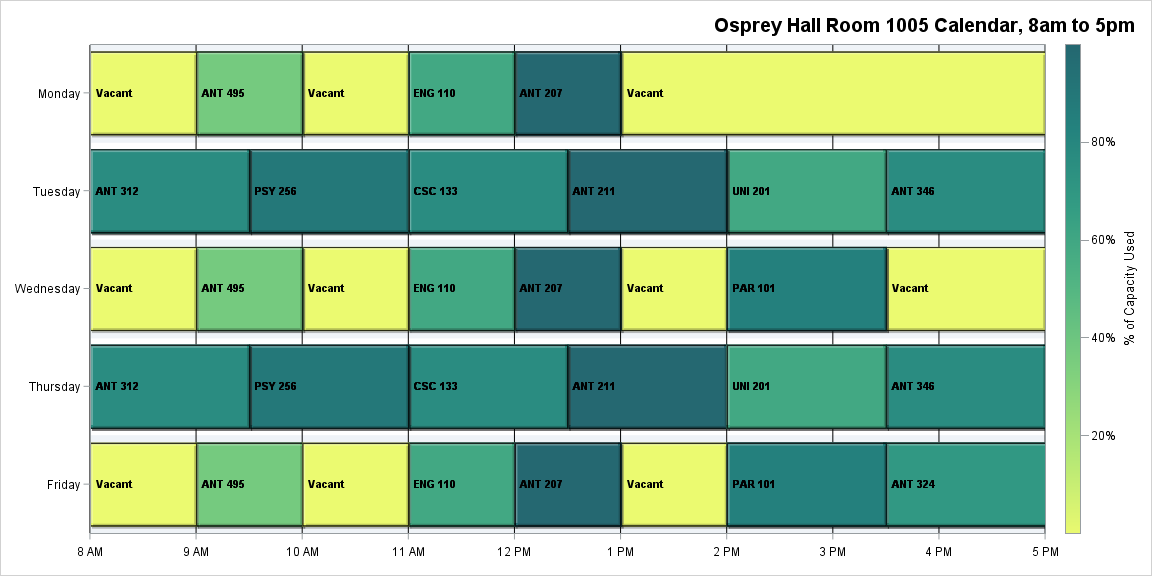 Osprey Hall Room 1005 Calendar, 8am to 5pm
Monday
Vacant
ANT 495
Vacant
ENG 110
ANT 207
Vacant
Tuesday
ANT 312
PSY 256
CSC 133
ANT 211
UNI 201
ANT 346
Wednesday
Vacant
ANT 495
Vacant
ENG 110
ANT 207
Vacant
PAR 101
Vacant
Thursday
ANT 312
PSY 256
CSC 133
ANT 211
UNI 201
ANT 346
Friday
Vacant
ANT 495
Vacant
ENG 110
ANT 207
Vacant
PAR 101
ANT 324
8 AM
9 AM
10 AM
11 AM
12 PM
1 PM
2 PM
3 PM
4 PM
5 PM
80%
60%
40%
20%
% of Capacity Used